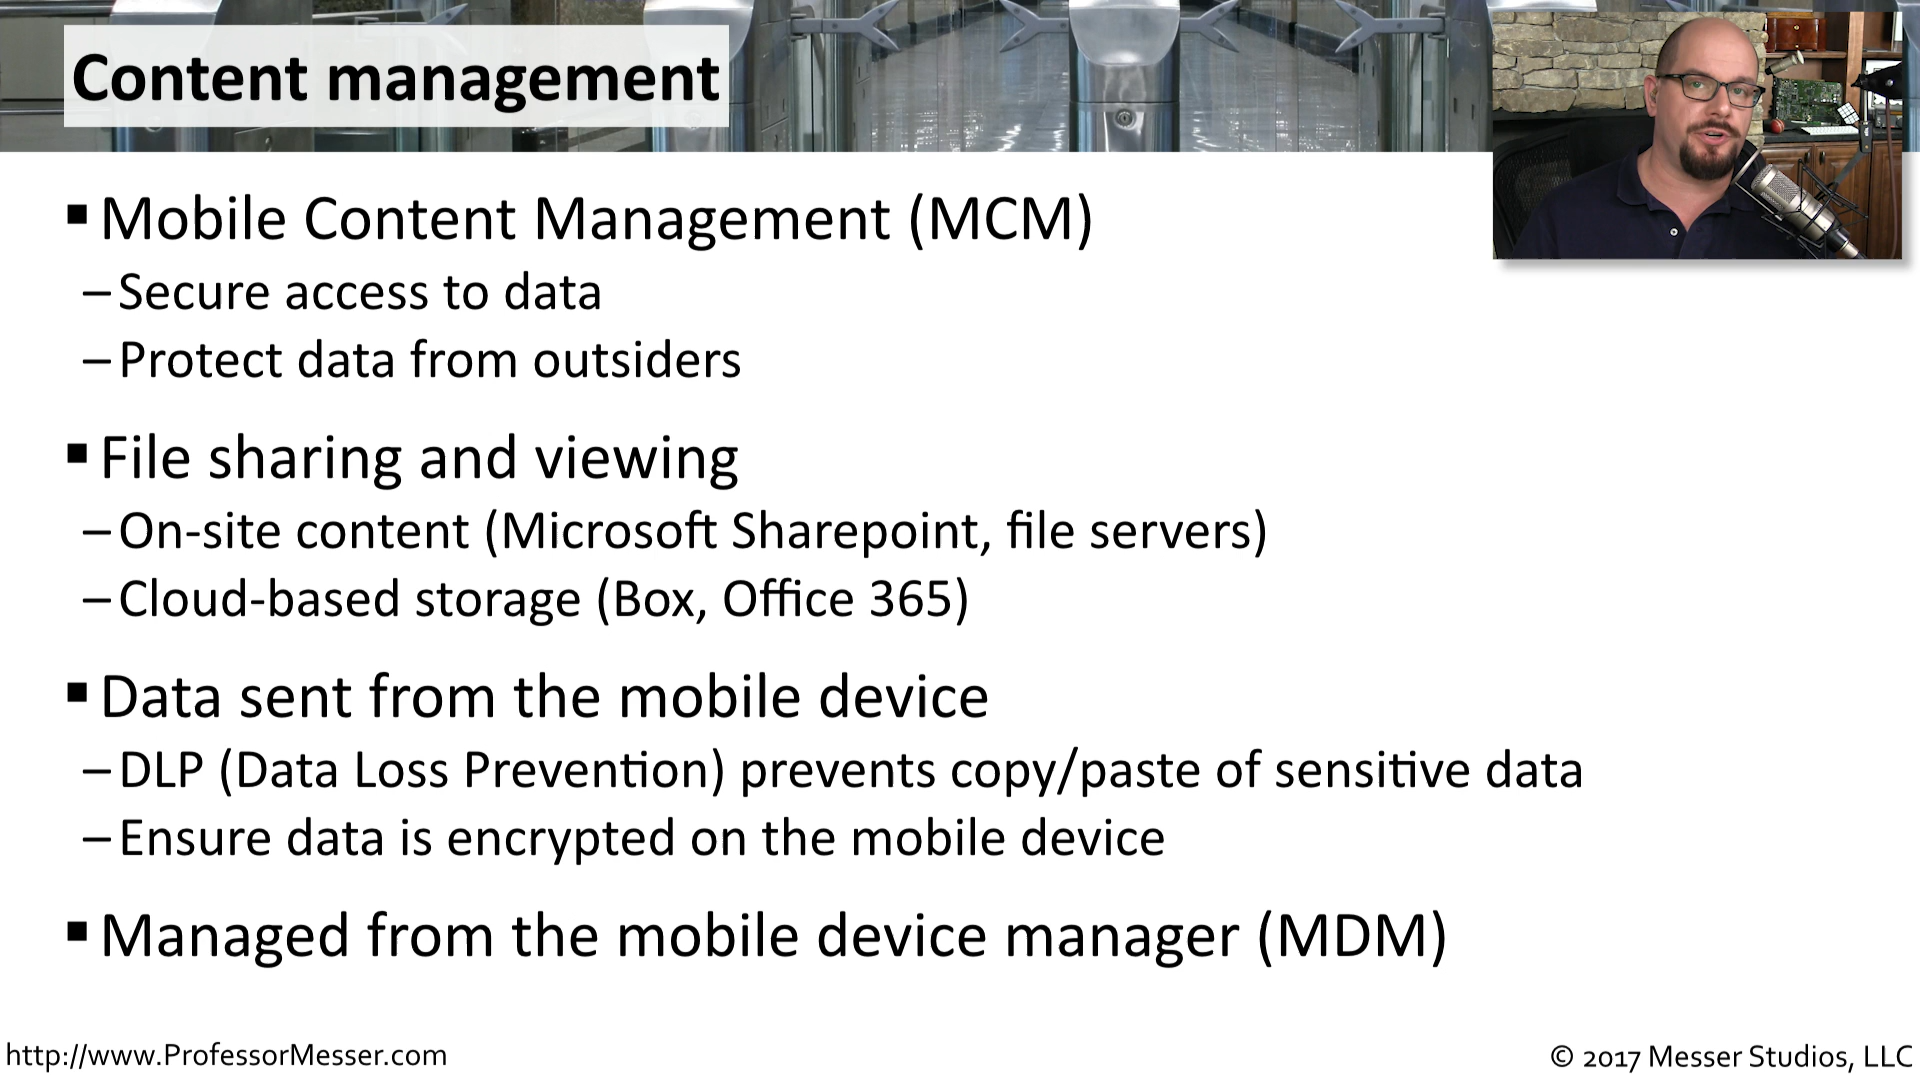 Content management
▪ Mobile Content Management (MCM)
– Secure access to data
– Protect data from outsiders
▪ File sharing and viewing
– On-site content (Microsoft Sharepoint, file servers)
– Cloud-based storage (Box, Office 365)
▪ Data sent from the mobile device
– DLP (Data Loss Prevention) prevents copy/paste of sensitive data
– Ensure data is encrypted on the mobile device
▪ Managed from the mobile device manager (MDM)
http://www.ProfessorMesser.com
© 2017 Messer Studios, LLC